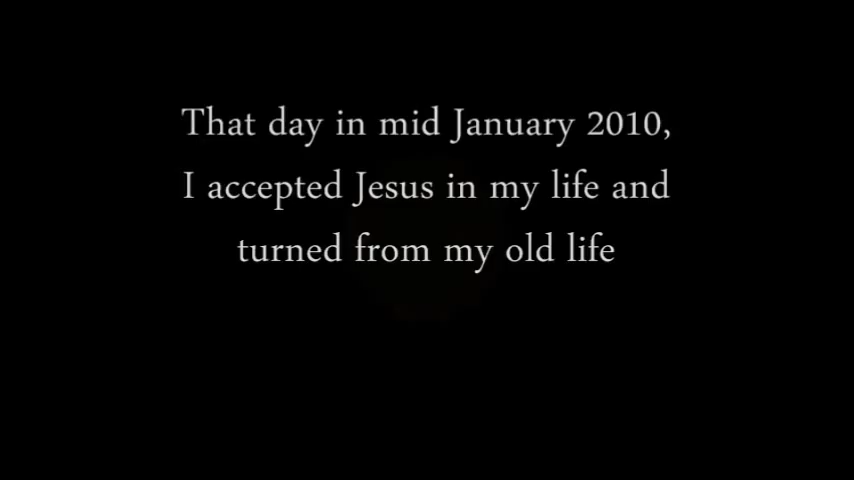 That day in mid January 2010,
I accepted Jesus in my life and
turned from my old life